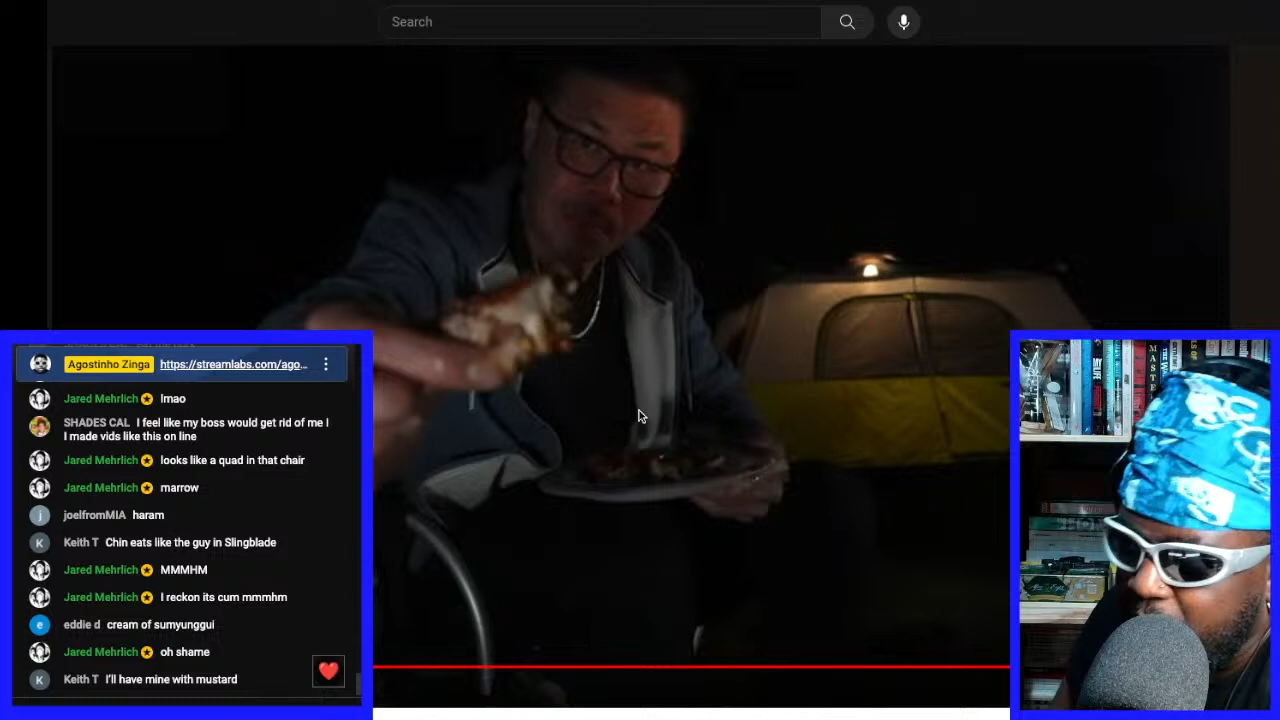 Search
Agostinho Zinga https://streamlabs.com/ago...
Jared Mehrlich lmao
SHADES CAL I feel like my boss would get rid of me I
I made vids like this on line
Jared Mehrlich looks like a quad in that chair
Jared Mehrlich marrow
j joelfromMIA haram
K Keith T Chin eats like the guy in Slingblade
Jared Mehrlich MMMHM
Jared Mehrlich I reckon its cum mmmhm
e eddie d cream of sumyunggui
Jared Mehrlich oh shame
K Keith T I'll have mine with mustard
MAST